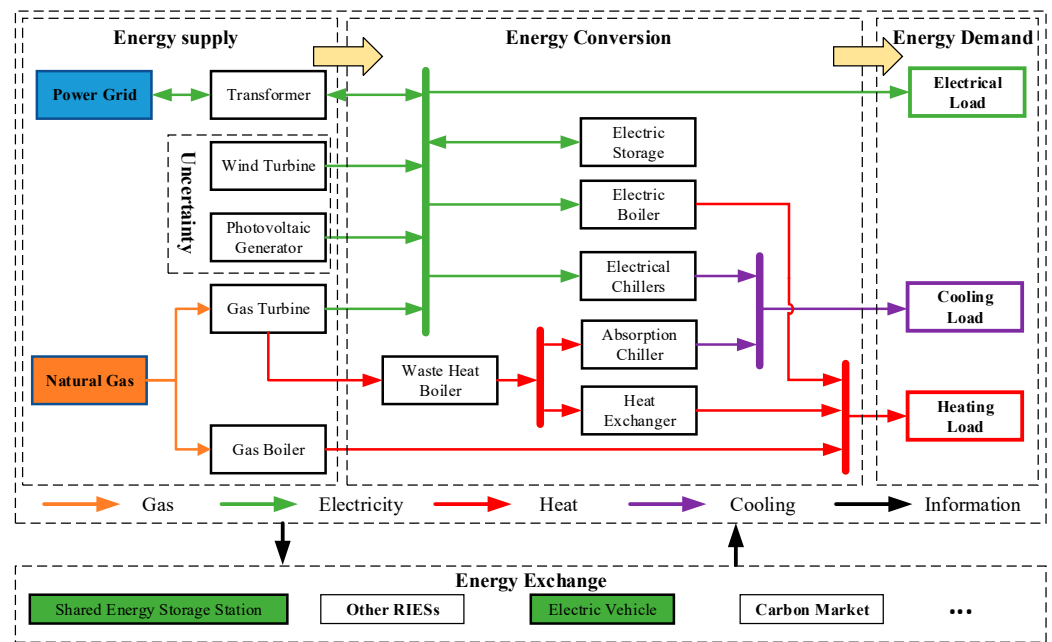 Energy supply
Energy Conversion
Energy Demand
Power Grid
Transformer
Electrical
Load
Uncertainty
Wind Turbine
Electric
Storage
Photovoltaic
Generator
Electric
Boiler
Gas Turbine
Electrical
Chillers
Cooling
Load
Natural Gas
Waste Heat
Boiler
Absorption
Chiller
Heat
Exchanger
Heating
Load
Gas Boiler
Gas
Electricity
Heat
Cooling
Information
Energy Exchange
Shared Energy Storage Station
Other RIESs
Electric Vehicle
Carbon Market
...